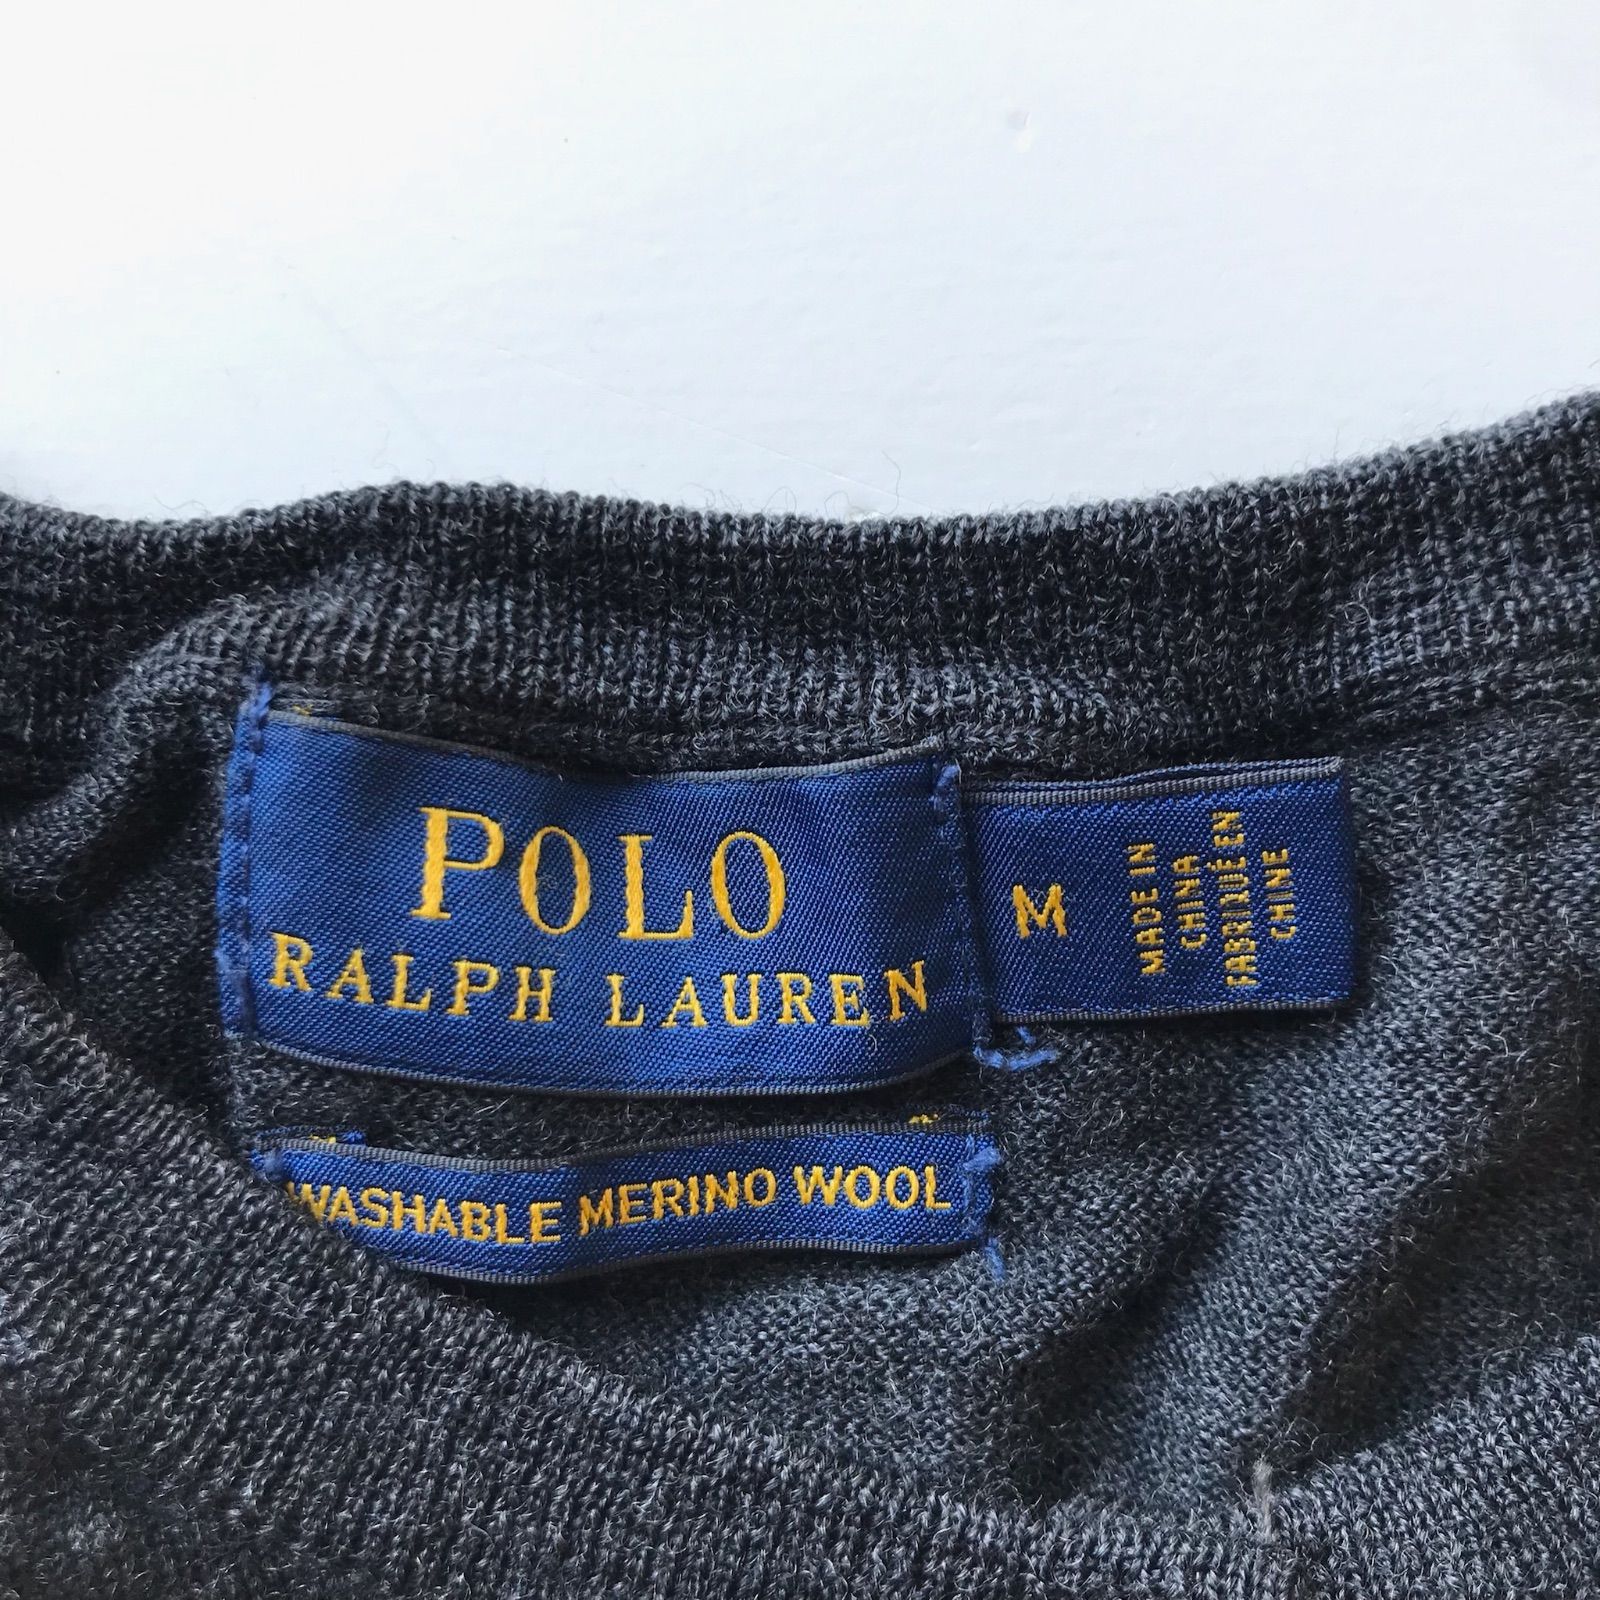 POLO
RALPH LAUREN
M
MADE IN
CHINA
FABRIQUÉ EN
CHINE
WASHABLE MERINO WOOL